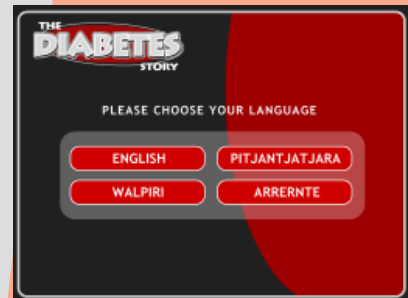 THE
DIABETES
STORY
PLEASE CHOOSE YOUR LANGUAGE
ENGLISH
PITJANTJATJARA
WALPIRI
ARRERNTE